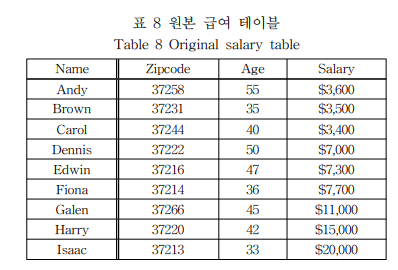 표 8 원본 급여 테이블
Table 8 Original salary table
Name Zipcode Age Salary
Andy 37258 55 $3,600
Brown 37231 35 $3,500
Carol 37244 40 $3,400
Dennis 37222 50 $7,000
Edwin 37216 47 $7,300
Fiona 37214 36 $7,700
Galen 37266 45 $11,000
Harry 37220 42 $15,000
Isaac 37213 33 $20,000